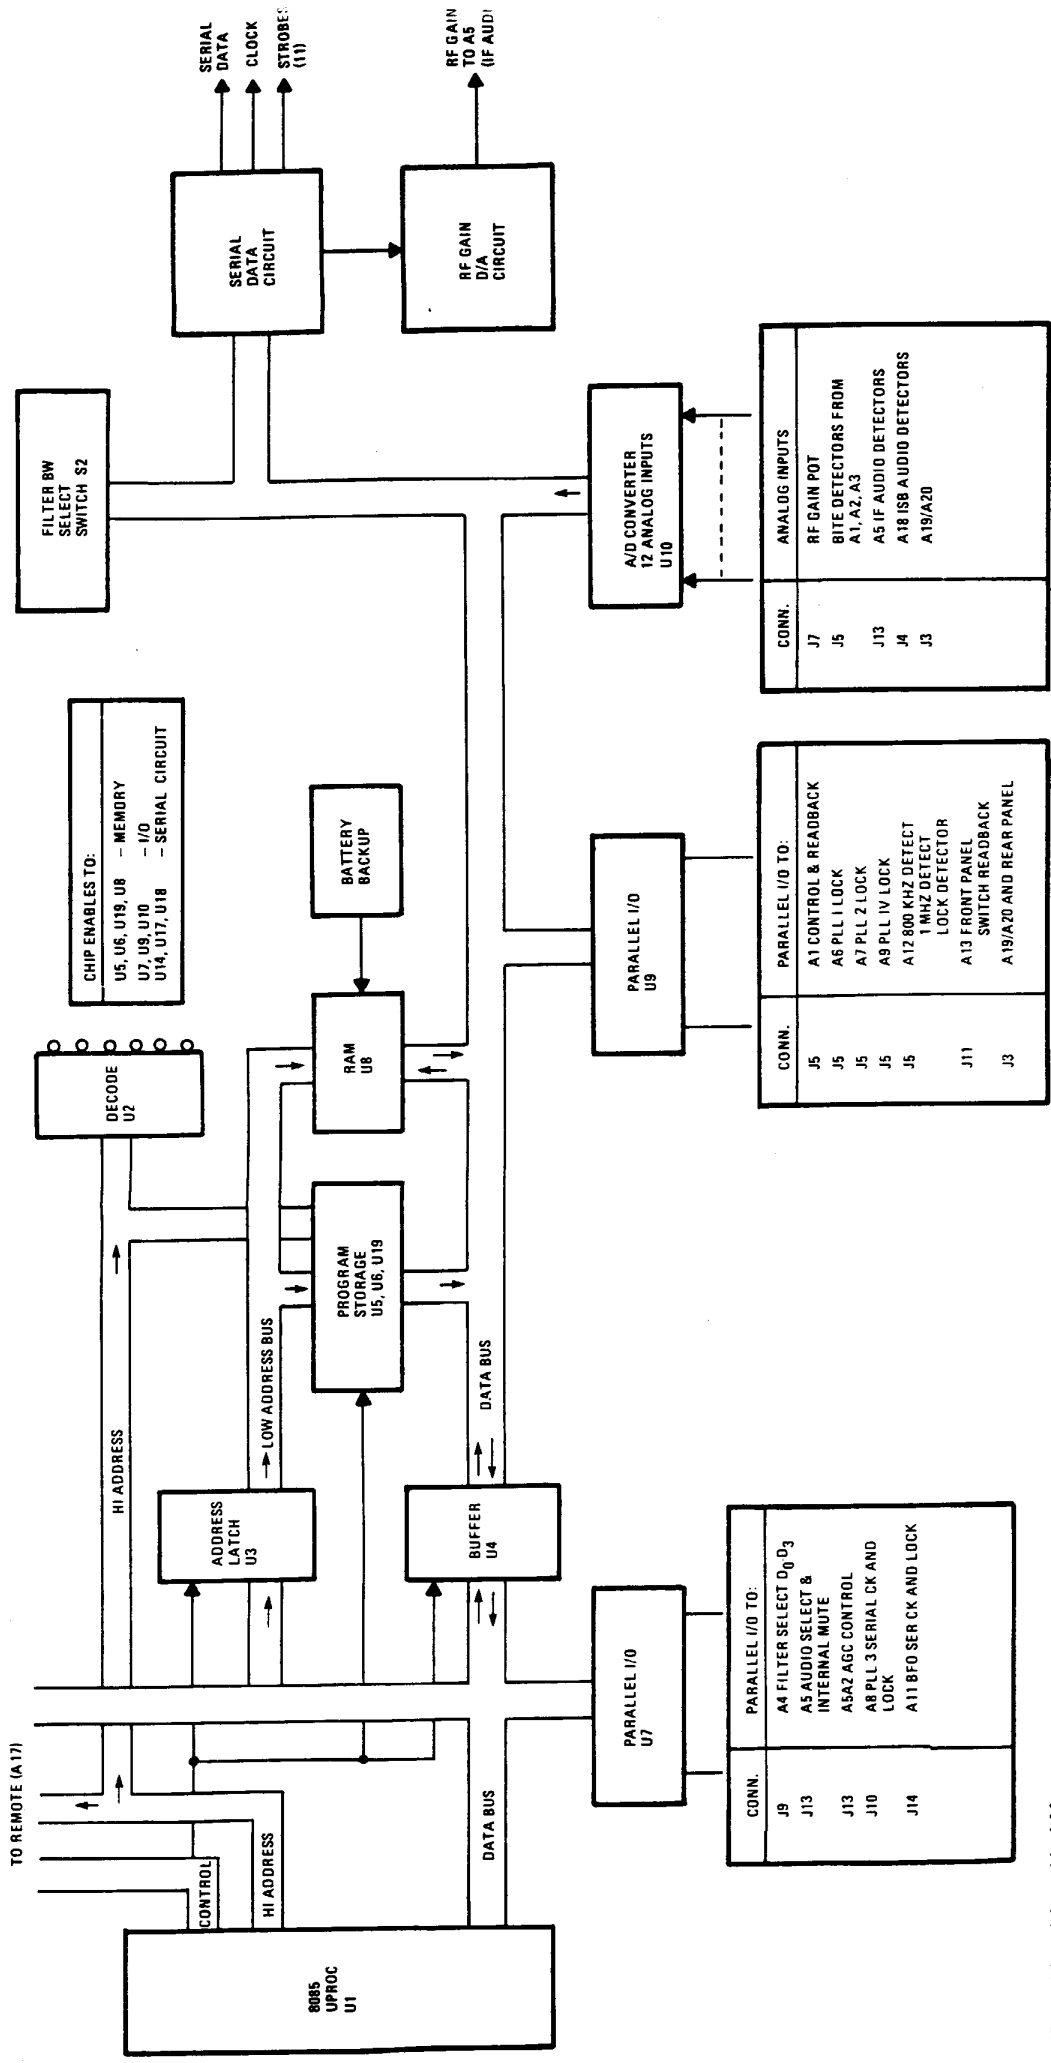 TO REMOTE (A17)
8085
UPROC
U1
CONTROL
HI ADDRESS
DATA BUS
HI ADDRESS
ADDRESS
LATCH
U3
LOW ADDRESS BUS
BUFFER
U4
DATA BUS
DECODE
U2
CHIP ENABLES TO:
U5, U6, U19, U8 – MEMORY
U7, U9, U10 – I/O
U14, U17, U18 – SERIAL CIRCUIT
PROGRAM
STORAGE
U5, U6, U19
RAM
U8
BATTERY
BACKUP
FILTER BW
SELECT
SWITCH S2
SERIAL
DATA
CIRCUIT
SERIAL
DATA
CLOCK
STROBES
(11)
RF GAIN
D/A
CIRCUIT
RF GAIN
TO A5
(IF AUDI
PARALLEL I/O
U7
CONN. PARALLEL I/O TO:
J9 A4 FILTER SELECT D0-D3
J13 A5 AUDIO SELECT &
INTERNAL MUTE
J13 A5A2 AGC CONTROL
J10 A8 PLL 3 SERIAL CK AND
LOCK
J14 A11 BFO SER CK AND LOCK
PARALLEL I/O
U9
CONN. PARALLEL I/O TO:
J5 A1 CONTROL & READBACK
J5 A6 PLL I LOCK
J5 A7 PLL 2 LOCK
J5 A9 PLL IV LOCK
J5 A12 800 KHZ DETECT
1 MHZ DETECT
LOCK DETECTOR
J11 A13 FRONT PANEL
SWITCH READBACK
J3 A19/A20 AND REAR PANEL
A/D CONVERTER
12 ANALOG INPUTS
U10
CONN. ANALOG INPUTS
J7 RF GAIN POT
J5 BITE DETECTORS FROM
A1, A2, A3
J13 A5 IF AUDIO DETECTORS
J4 A18 ISB AUDIO DETECTORS
J3 A19/A20